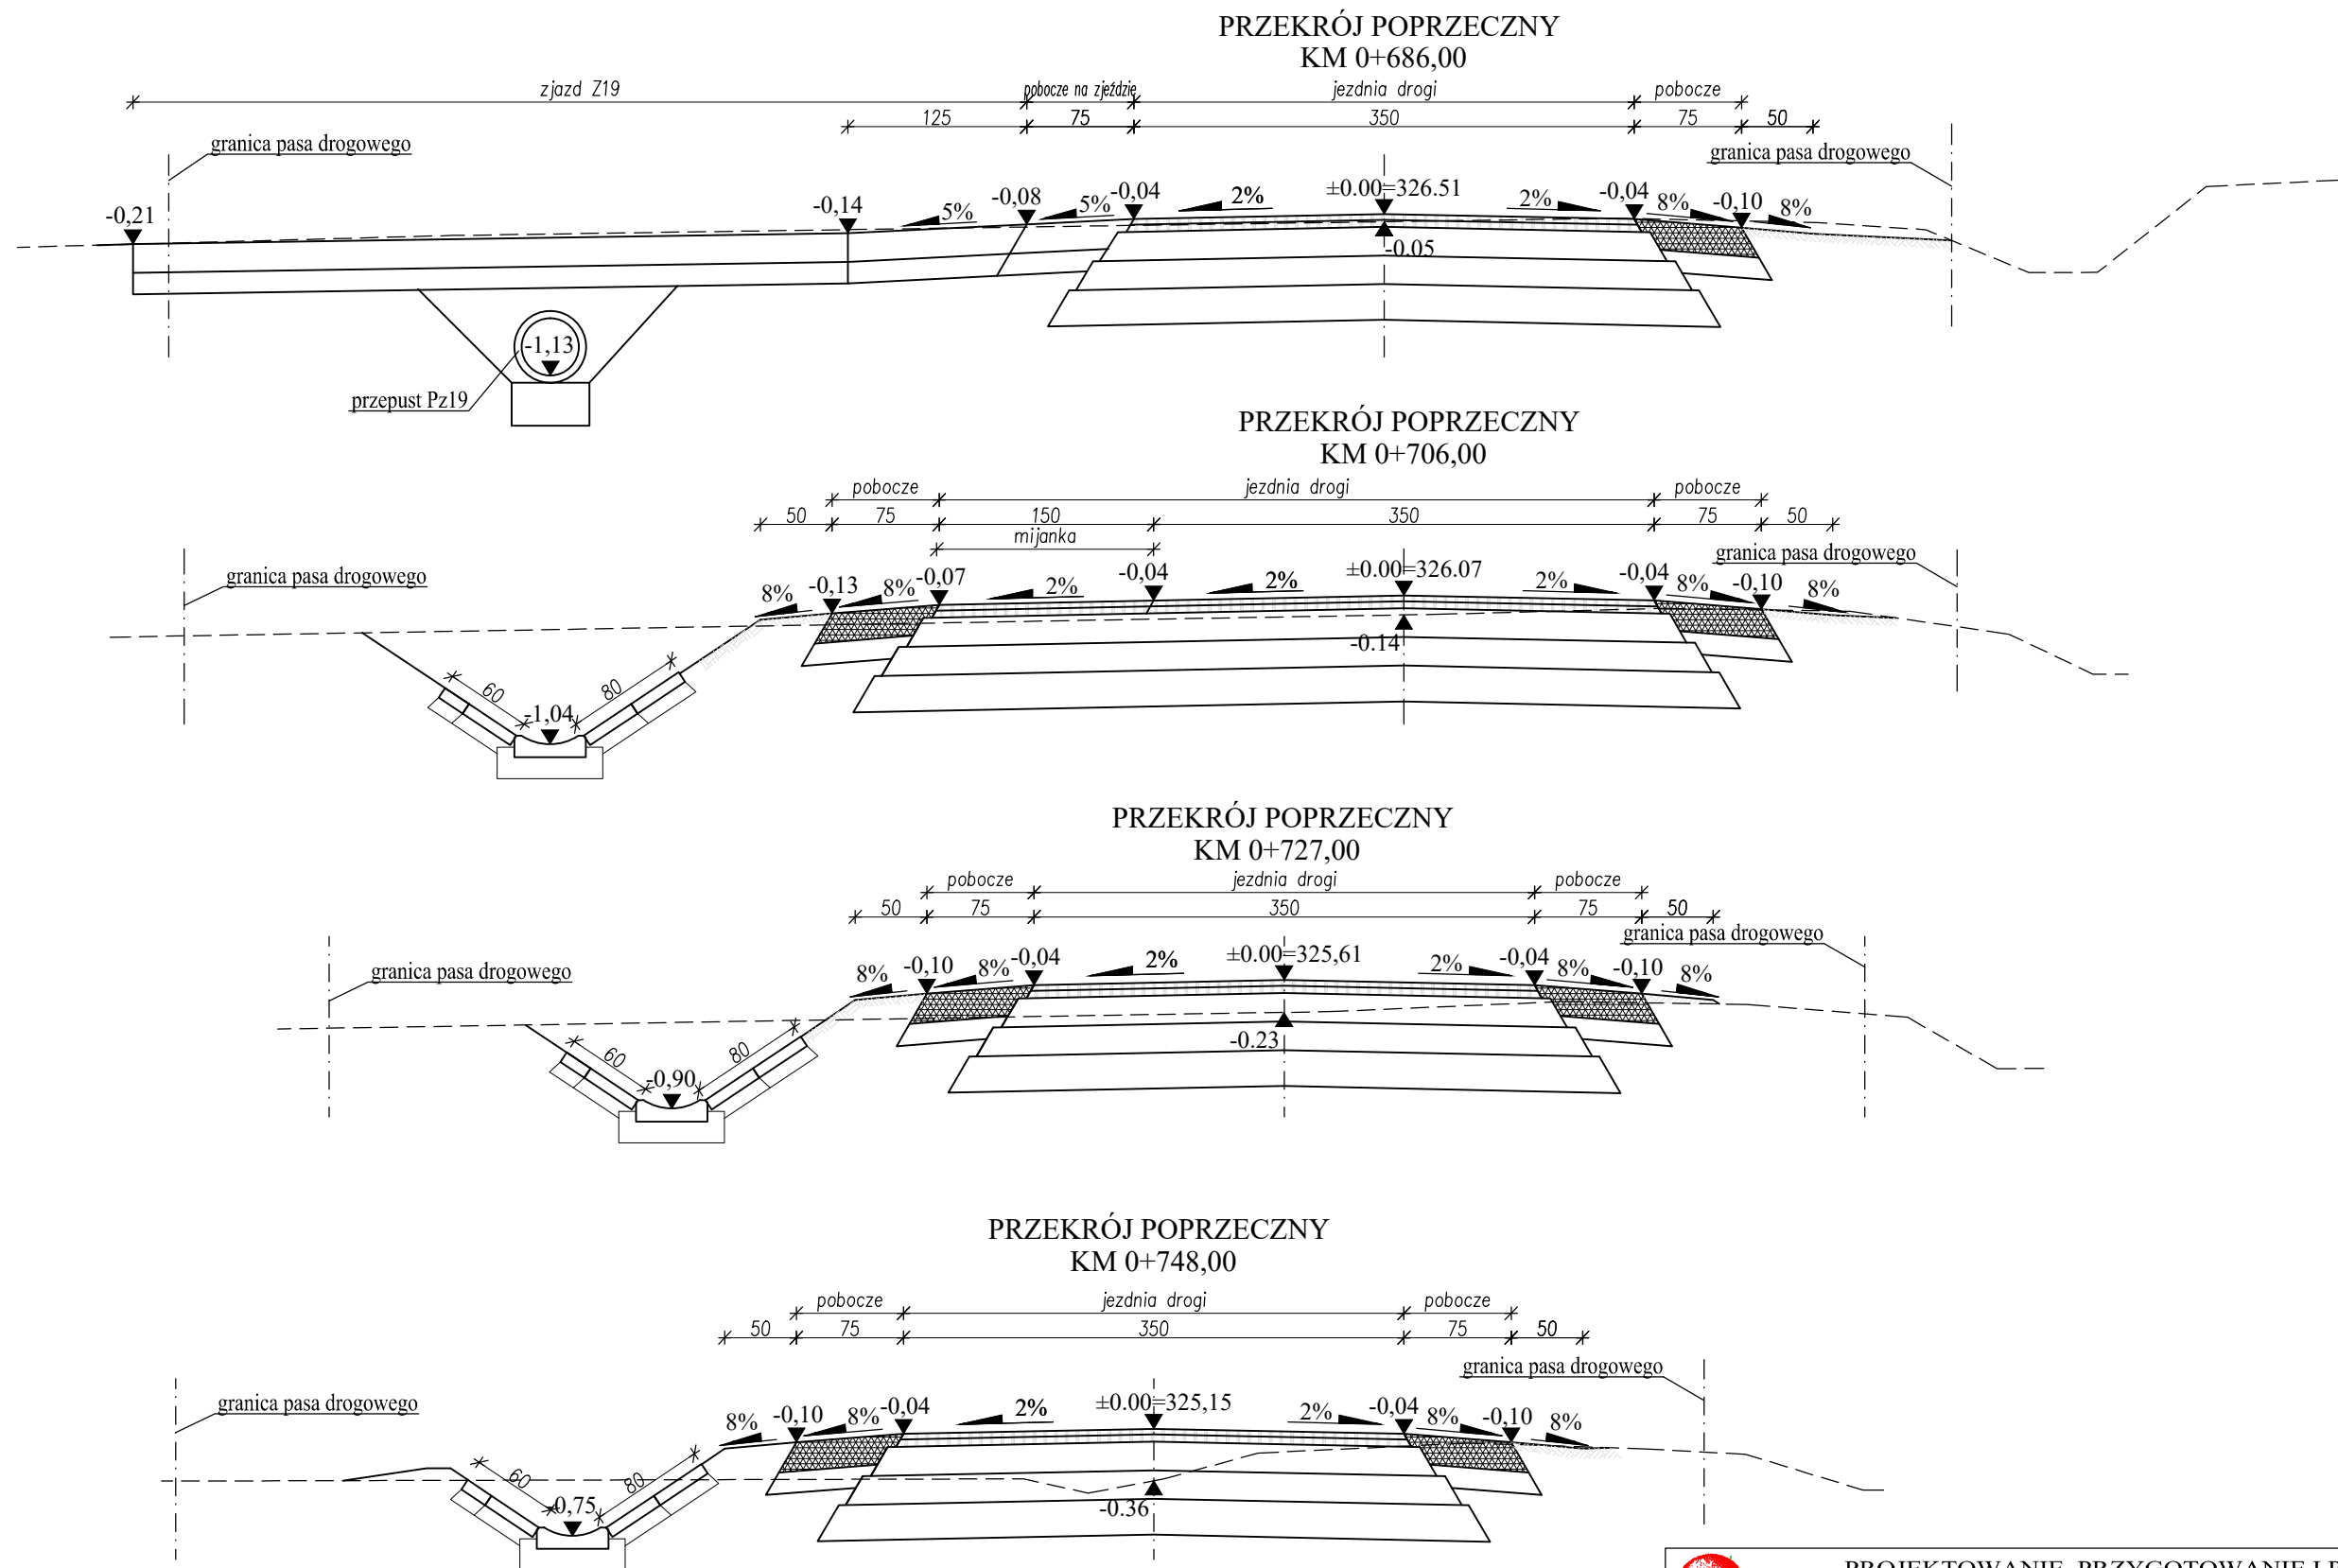 PRZEKRÓJ POPRZECZNY
KM 0+686,00
zjazd Z19 pobocze na zjeździe jezdnia drogi pobocze
125 75 350 75 50
granica pasa drogowego
granica pasa drogowego
-0,21 -0,14 5% -0,08 5% -0,04 2% ±0.00=326.51 2% -0,04 8% -0,10 8%
-0.05
-1,13
przepust Pz19
PRZEKRÓJ POPRZECZNY
KM 0+706,00
pobocze jezdnia drogi pobocze
50 75 150 350 75 50
mijanka
granica pasa drogowego
granica pasa drogowego
8% -0,13 8% -0,07 2% -0,04 2% ±0.00=326.07 2% -0,04 8% -0,10 8%
-0.14
60 80
-1,04
PRZEKRÓJ POPRZECZNY
KM 0+727,00
pobocze jezdnia drogi pobocze
50 75 350 75 50
granica pasa drogowego
granica pasa drogowego
8% -0,10 8% -0,04 2% ±0.00=325,61 2% -0,04 8% -0,10 8%
-0.23
60 80
-0,90
PRZEKRÓJ POPRZECZNY
KM 0+748,00
pobocze jezdnia drogi pobocze
50 75 350 75 50
granica pasa drogowego
granica pasa drogowego
8% -0,10 8% -0,04 2% ±0.00=325,15 2% -0,04 8% -0,10 8%
60 80
-0,75
-0.36
PROJEKTOWANIE, PRZYGOTOWANIE I